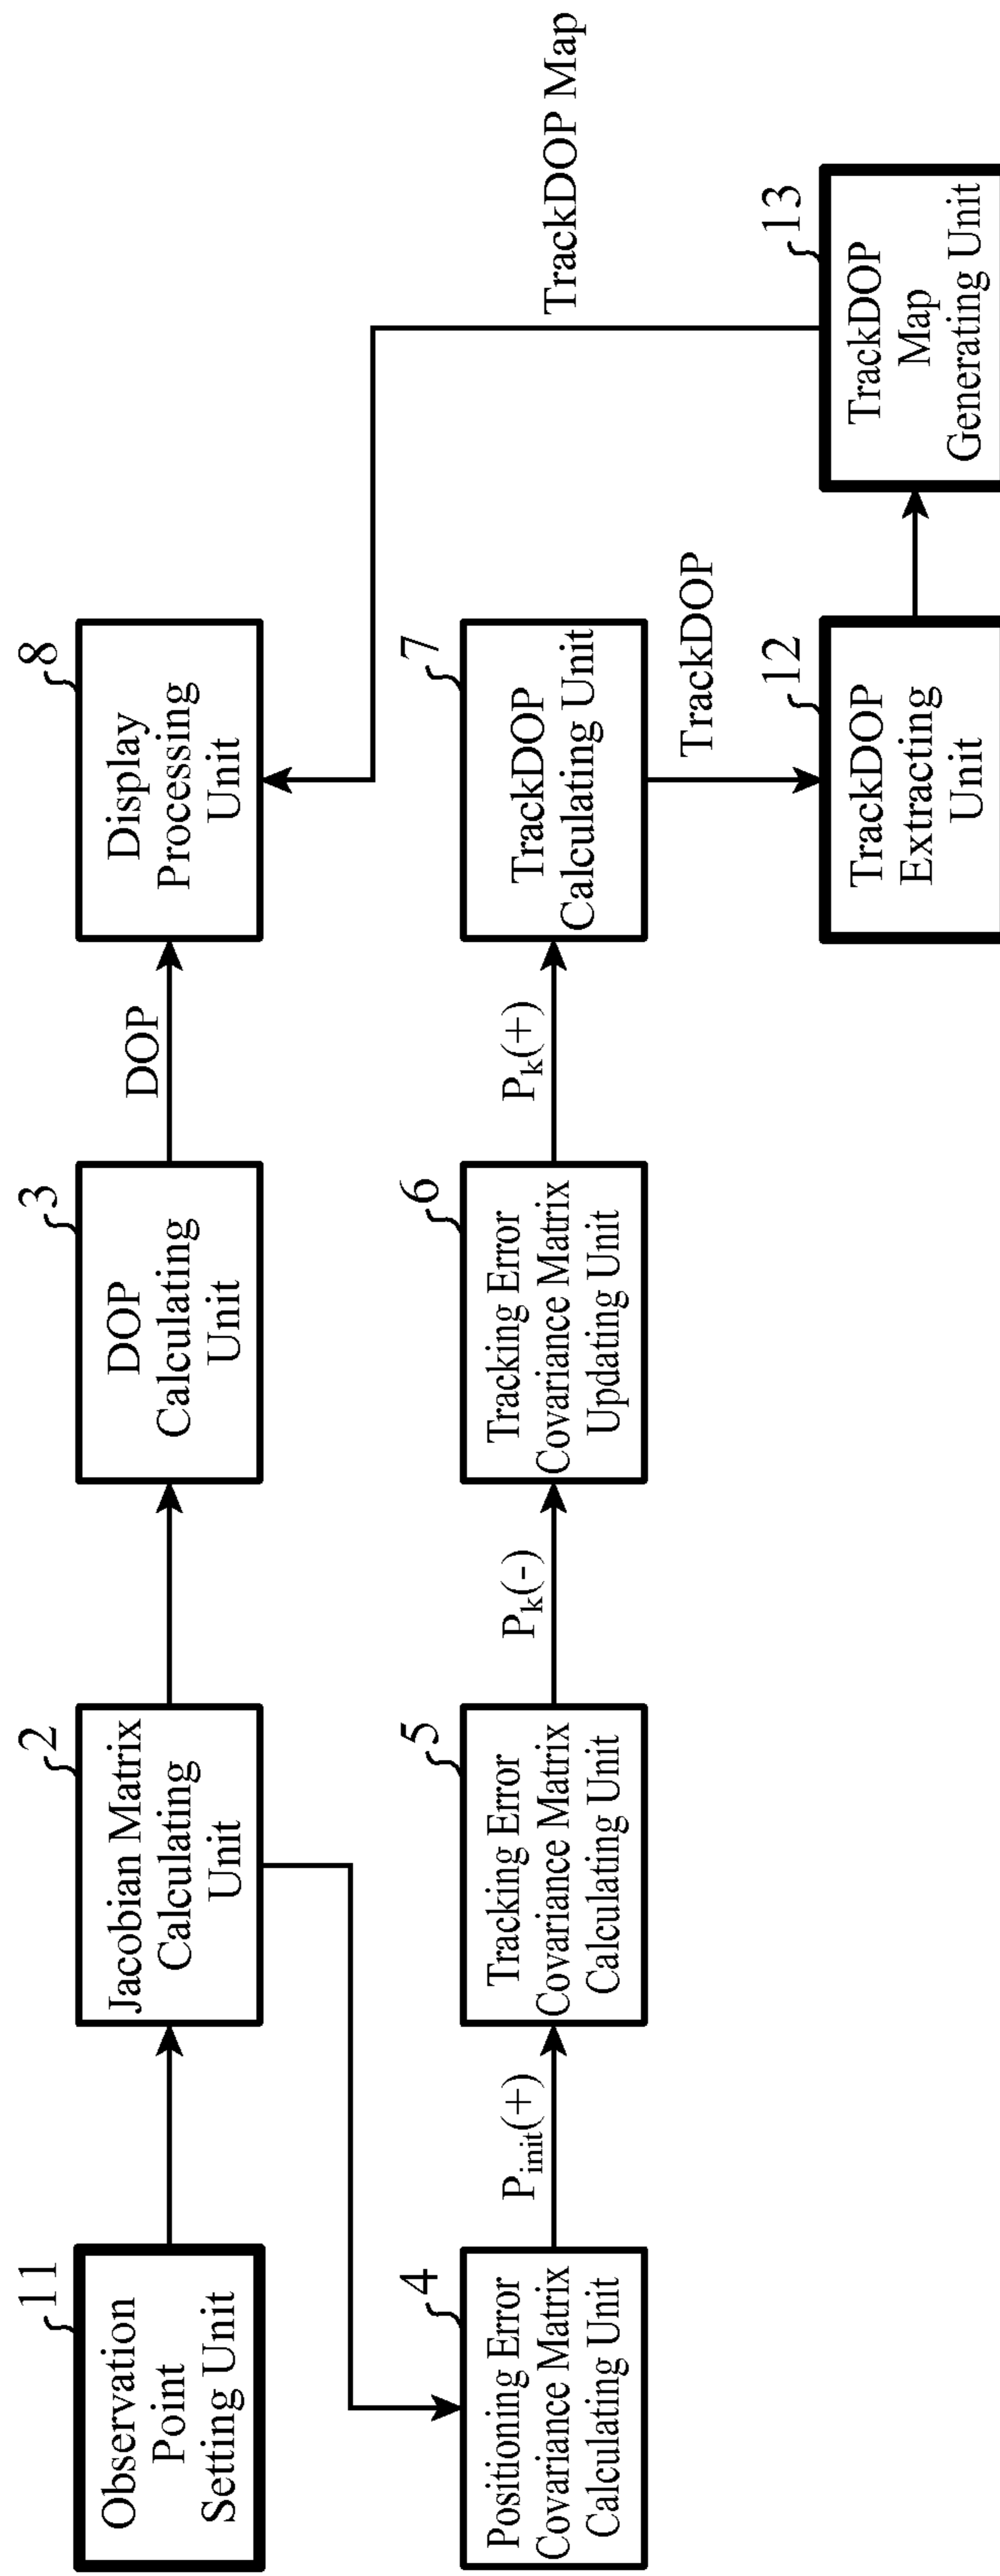 11
Observation
Point
Setting Unit
2
Jacobian Matrix
Calculating
Unit
3
DOP
Calculating
Unit
DOP
8
Display
Processing
Unit
4
Positioning Error
Covariance Matrix
Calculating Unit
Pinit(+)
5
Tracking Error
Covariance Matrix
Calculating Unit
Pk(-)
6
Tracking Error
Covariance Matrix
Updating Unit
Pk(+)
7
TrackDOP
Calculating Unit
TrackDOP
TrackDOP Map
12
TrackDOP
Extracting
Unit
13
TrackDOP
Map
Generating Unit